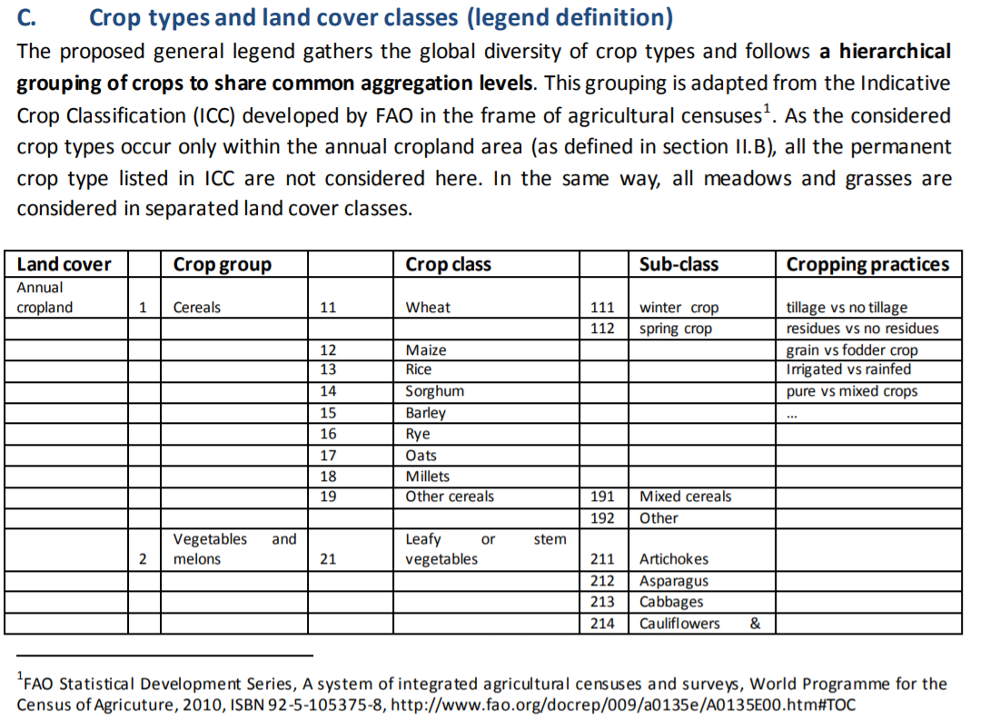 C. Crop types and land cover classes (legend definition)
The proposed general legend gathers the global diversity of crop types and follows a hierarchical
grouping of crops to share common aggregation levels. This grouping is adapted from the Indicative
Crop Classification (ICC) developed by FAO in the frame of agricultural censuses1. As the considered
crop types occur only within the annual cropland area (as defined in section II.B), all the permanent
crop type listed in ICC are not considered here. In the same way, all meadows and grasses are
considered in separated land cover classes.
Land cover Crop group Crop class Sub-class Cropping practices
Annual
cropland 1 Cereals 11 Wheat 111 winter crop tillage vs no tillage
112 spring crop residues vs no residues
12 Maize grain vs fodder crop
13 Rice Irrigated vs rainfed
14 Sorghum pure vs mixed crops
15 Barley ...
16 Rye
17 Oats
18 Millets
19 Other cereals 191 Mixed cereals
192 Other
Vegetables and Leafy or stem
2 melons 21 vegetables 211 Artichokes
212 Asparagus
213 Cabbages
214 Cauliflowers &
1FAO Statistical Development Series, A system of integrated agricultural censuses and surveys, World Programme for the
Census of Agricuture, 2010, ISBN 92-5-105375-8, http://www.fao.org/docrep/009/a0135e/A0135E00.htm#TOC